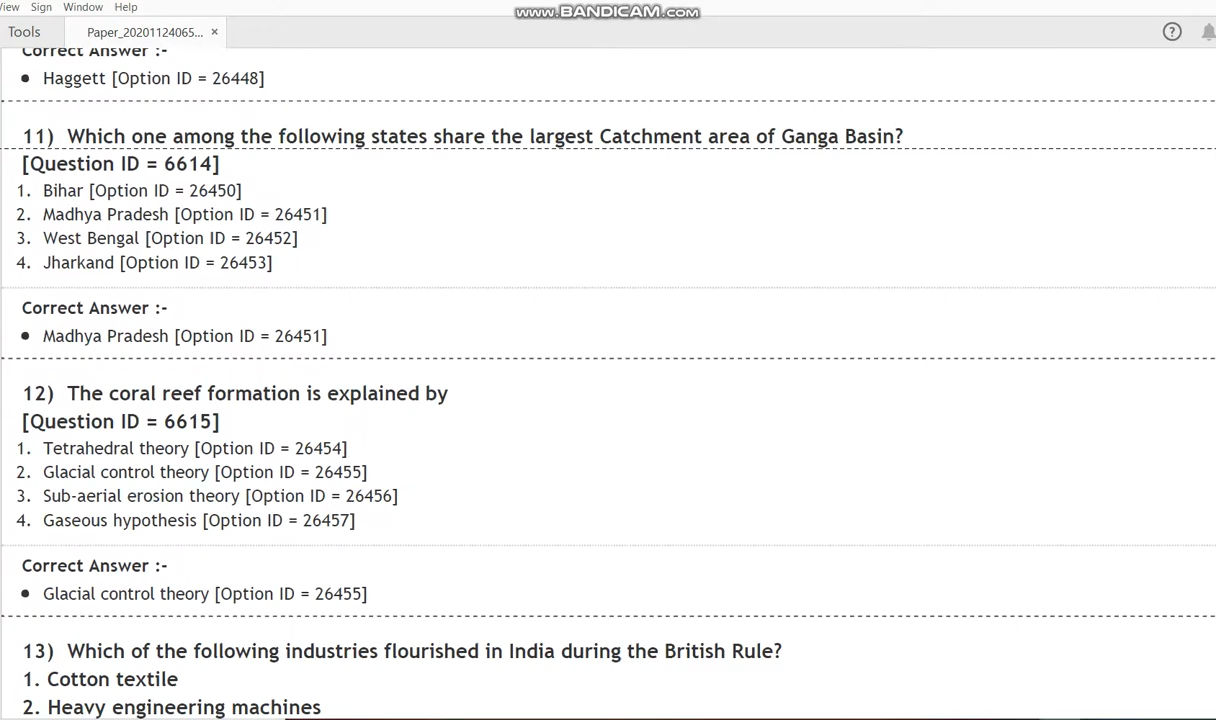 View Sign Window Help
www.BANDICAM.com
Tools Paper_20201124065... × ?
Correct Answer :-
• Haggett [Option ID = 26448]
11) Which one among the following states share the largest Catchment area of Ganga Basin?
[Question ID = 6614]
1. Bihar [Option ID = 26450]
2. Madhya Pradesh [Option ID = 26451]
3. West Bengal [Option ID = 26452]
4. Jharkand [Option ID = 26453]
Correct Answer :-
• Madhya Pradesh [Option ID = 26451]
12) The coral reef formation is explained by
[Question ID = 6615]
1. Tetrahedral theory [Option ID = 26454]
2. Glacial control theory [Option ID = 26455]
3. Sub-aerial erosion theory [Option ID = 26456]
4. Gaseous hypothesis [Option ID = 26457]
Correct Answer :-
• Glacial control theory [Option ID = 26455]
13) Which of the following industries flourished in India during the British Rule?
1. Cotton textile
2. Heavy engineering machines